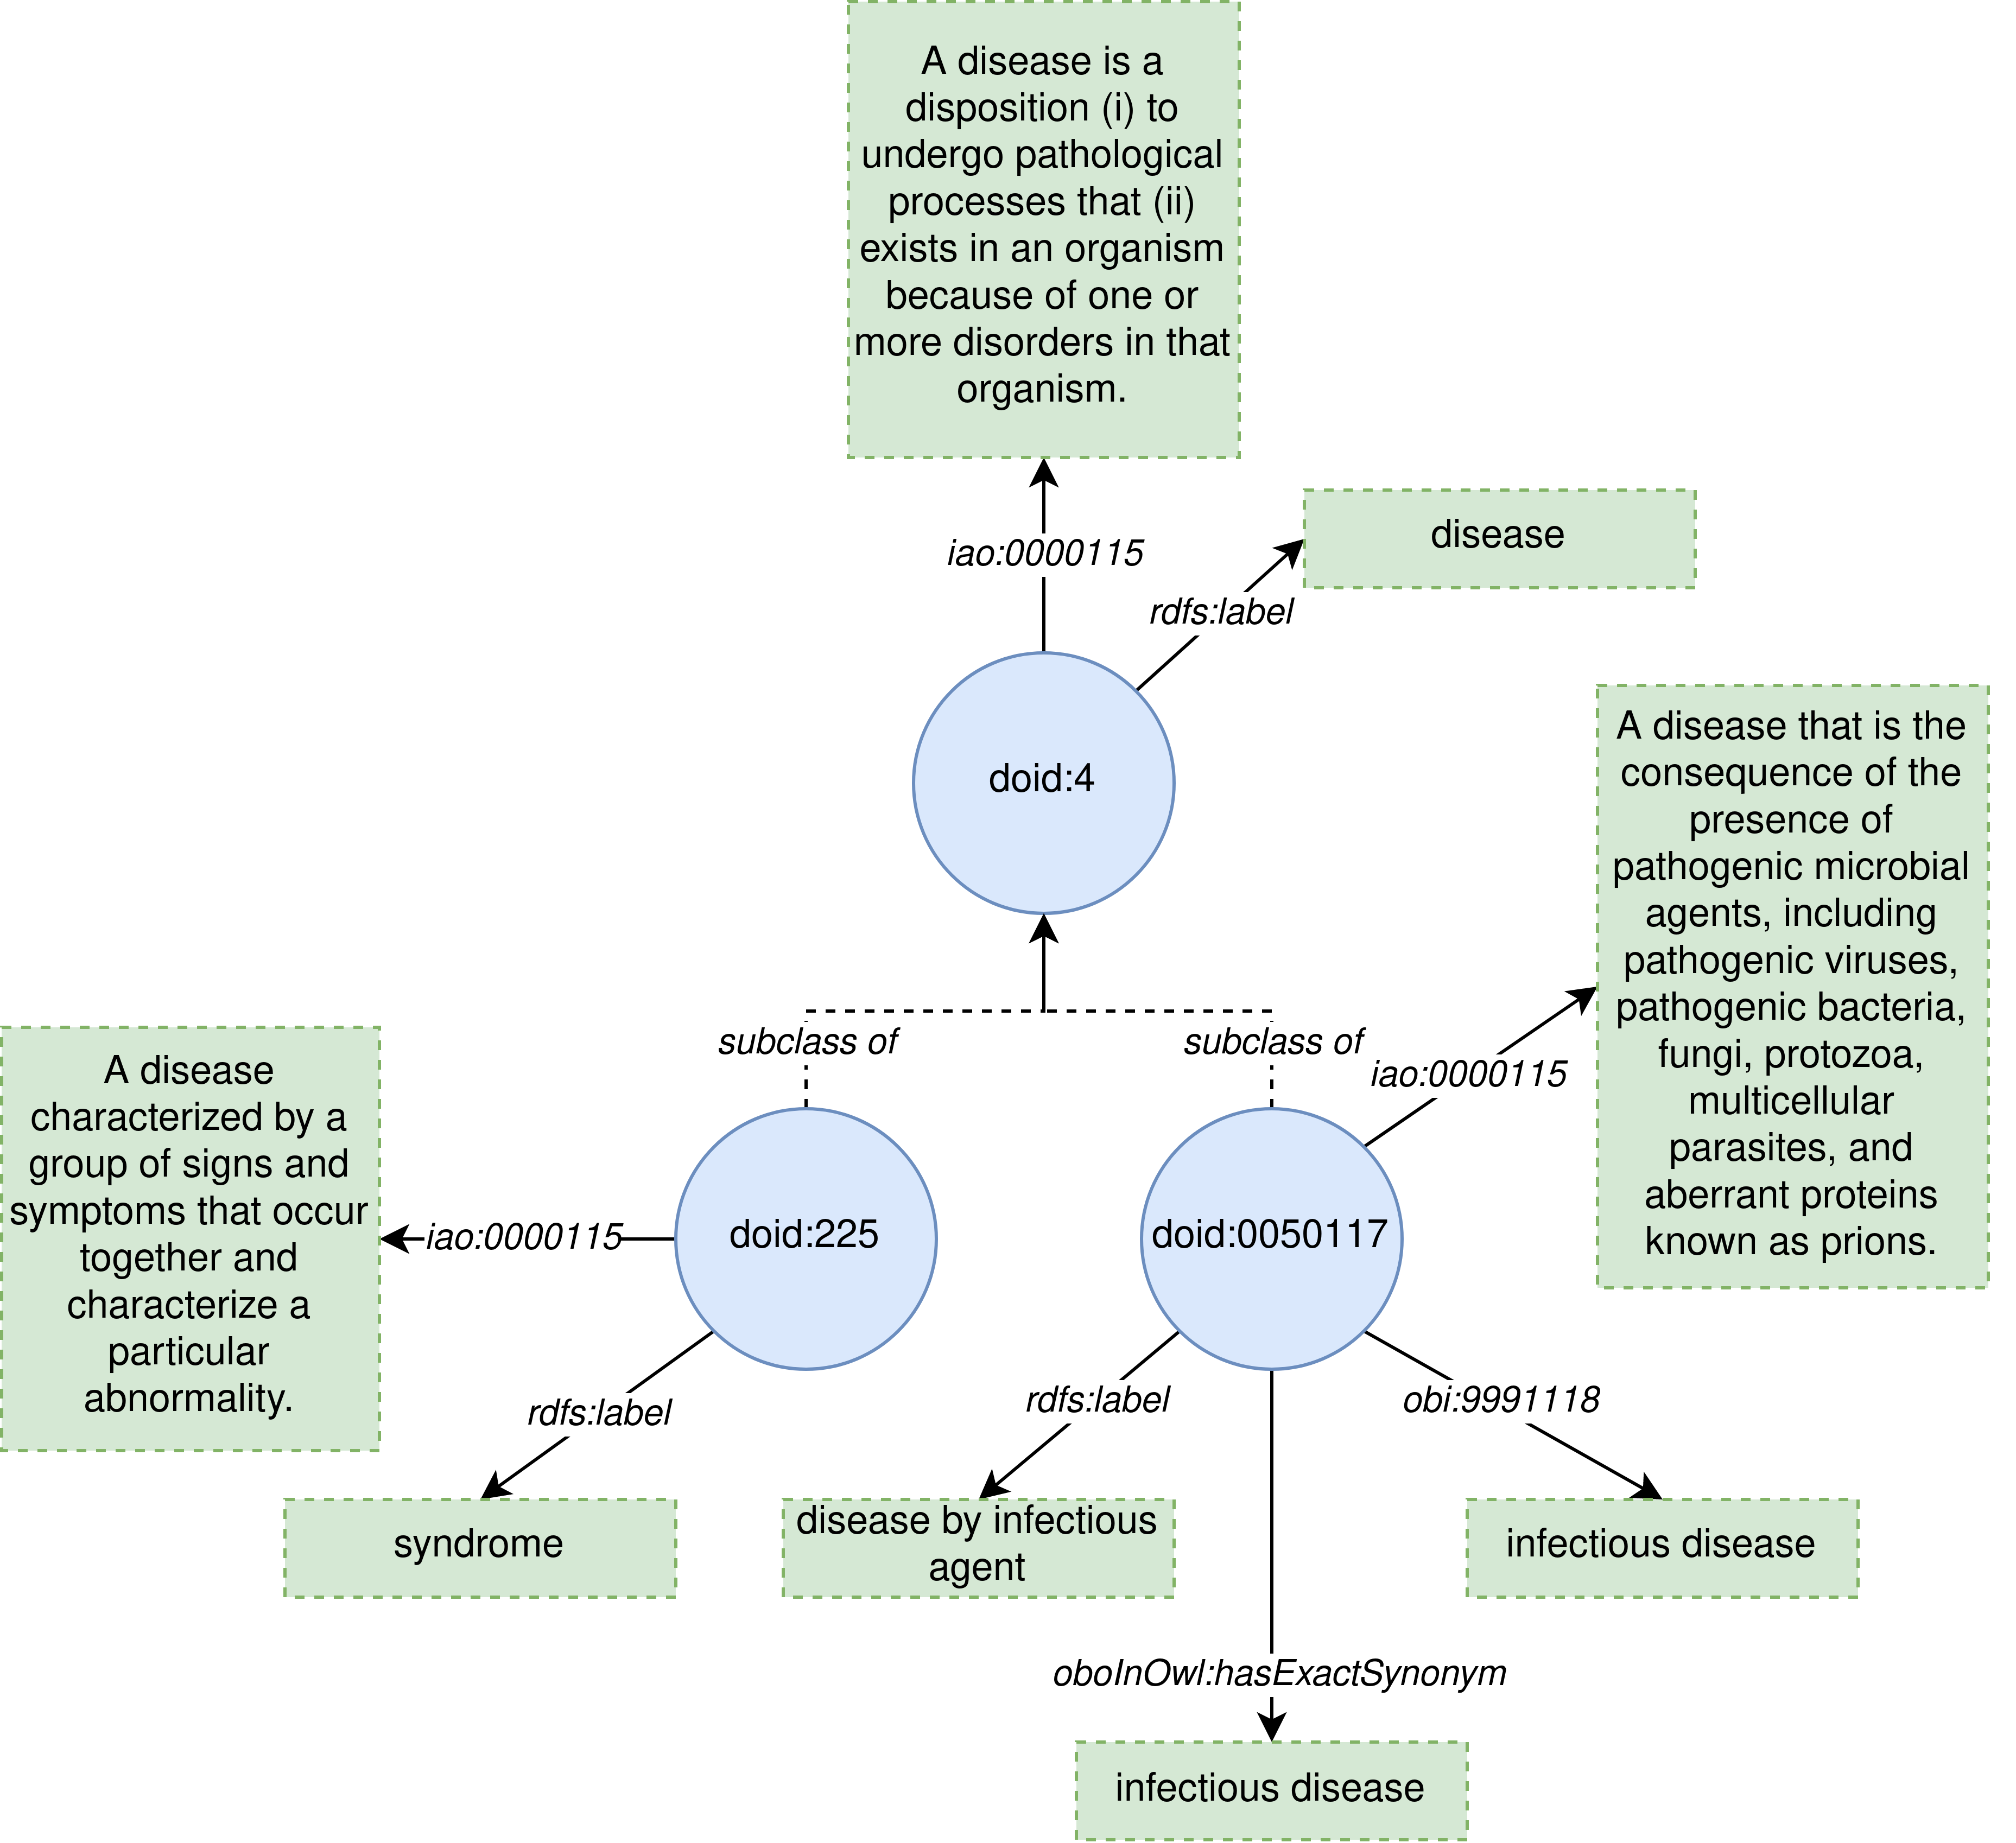 A disease is a
disposition (i) to
undergo pathological
processes that (ii)
exists in an organism
because of one or
more disorders in that
organism.
iao:0000115
disease
rdfs:label
doid:4
A disease that is the
consequence of the
presence of
pathogenic microbial
agents, including
pathogenic viruses,
pathogenic bacteria,
fungi, protozoa,
multicellular
parasites, and
aberrant proteins
known as prions.
subclass of
subclass of
iao:0000115
A disease
characterized by a
group of signs and
symptoms that occur
together and
characterize a
particular
abnormality.
iao:0000115
doid:225
doid:0050117
rdfs:label
rdfs:label
obi:9991118
syndrome
disease by infectious
agent
infectious disease
oboInOwl:hasExactSynonym
infectious disease